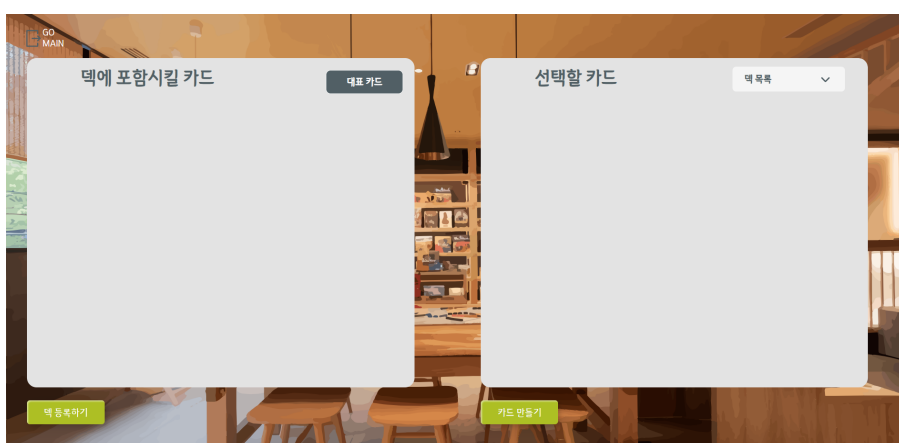 GO
MAIN
덱에 포함시킬 카드
대표 카드
선택할 카드
덱 목록
덱 등록하기
카드 만들기